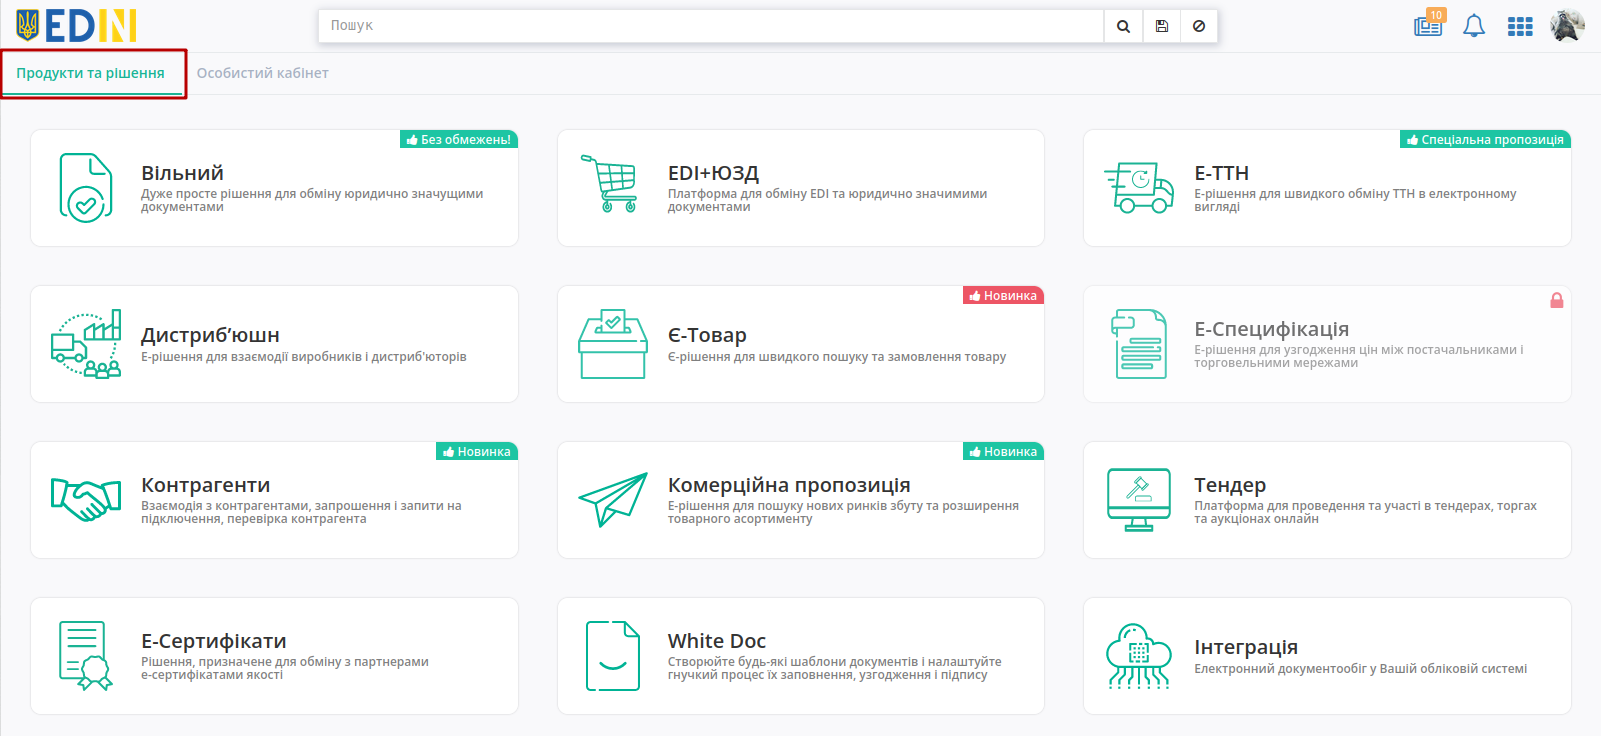 EDIN
Пошук
10
Продукти та рішення
Особистий кабінет
Без обмежень!
Вільний
Дуже просте рішення для обміну юридично значущими
документами
EDI+ЮЗД
Платформа для обміну EDI та юридично значимими
документами
Спеціальна пропозиція
Е-ТТН
Е-рішення для швидкого обміну ТТН в електронному
вигляді
Дистриб’юшн
Е-рішення для взаємодії виробників і дистриб'юторів
Новинка
Є-Товар
Є-рішення для швидкого пошуку та замовлення товару
Е-Специфікація
Е-рішення для узгодження цін між постачальниками і
торговельними мережами
Новинка
Контрагенти
Взаємодія з контрагентами, запрошення і запити на
підключення, перевірка контрагента
Новинка
Комерційна пропозиція
Е-рішення для пошуку нових ринків збуту та розширення
товарного асортименту
Тендер
Платформа для проведення та участі в тендерах, торгах
та аукціонах онлайн
Е-Сертифікати
Рішення, призначене для обміну з партнерами
е-сертифікатами якості
White Doc
Створюйте будь-які шаблони документів і налаштуйте
гнучкий процес їх заповнення, узгодження і підпису
Інтеграція
Електронний документообіг у Вашій обліковій системі